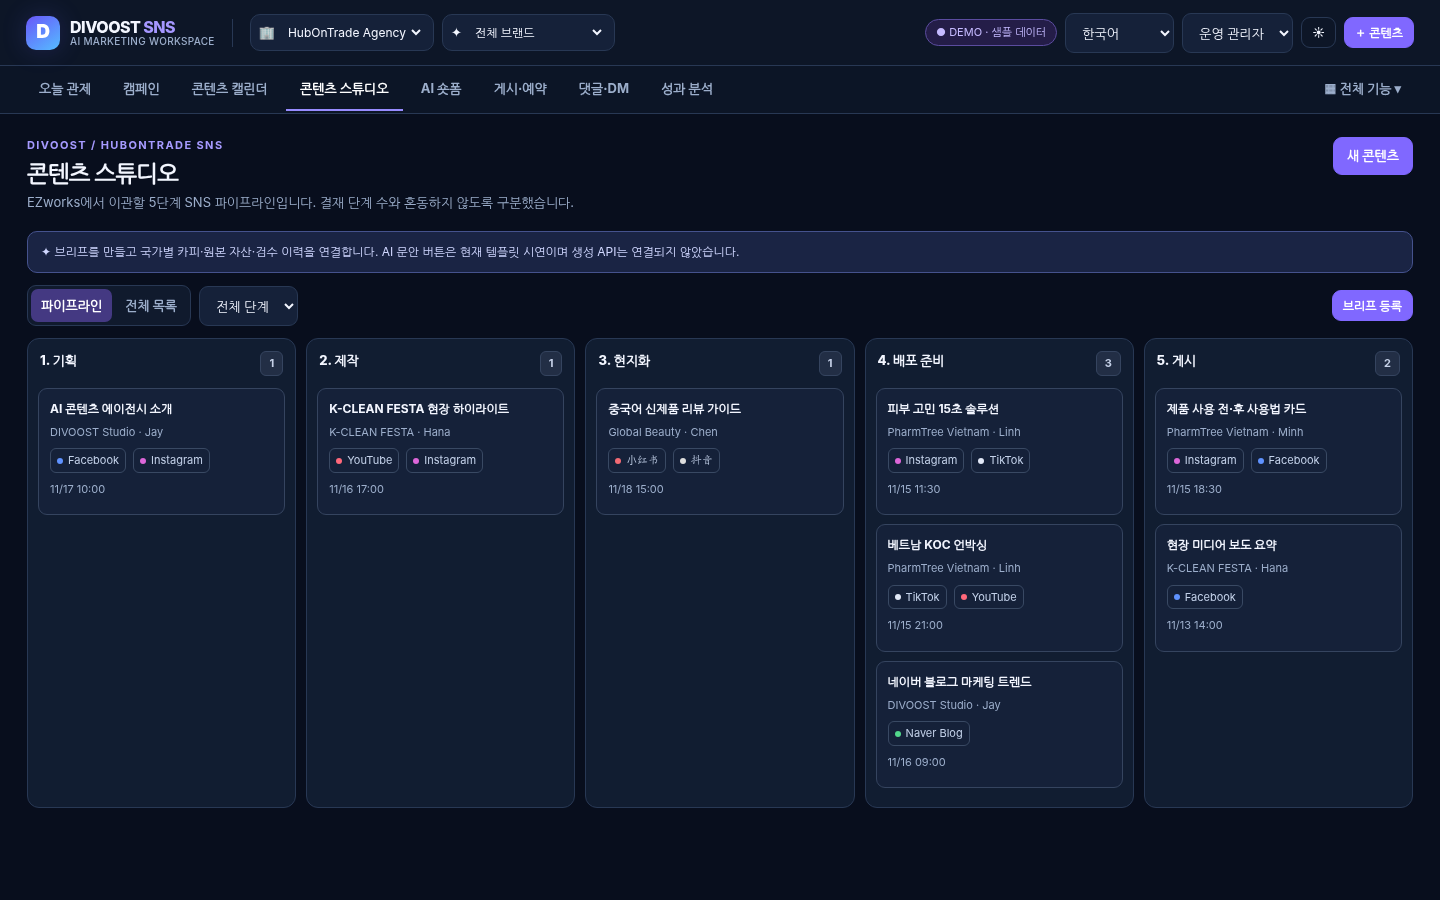 D
DIVOOST SNS
AI MARKETING WORKSPACE
HubOnTrade Agency
전체 브랜드
DEMO · 샘플 데이터
한국어
운영 관리자
+ 콘텐츠
오늘 관제
캠페인
콘텐츠 캘린더
콘텐츠 스튜디오
AI 숏폼
게시·예약
댓글·DM
성과 분석
▦ 전체 기능 ▾
DIVOOST / HUBONTRADE SNS
콘텐츠 스튜디오
EZworks에서 이관할 5단계 SNS 파이프라인입니다. 결재 단계 수와 혼동하지 않도록 구분했습니다.
새 콘텐츠
✦ 브리프를 만들고 국가별 카피·원본 자산·검수 이력을 연결합니다. AI 문안 버튼은 현재 템플릿 시연이며 생성 API는 연결되지 않았습니다.
파이프라인
전체 목록
전체 단계
브리프 등록
1. 기획
1
AI 콘텐츠 에이전시 소개
DIVOOST Studio · Jay
Facebook
Instagram
11/17 10:00
2. 제작
1
K-CLEAN FESTA 현장 하이라이트
K-CLEAN FESTA · Hana
YouTube
Instagram
11/16 17:00
3. 현지화
1
중국어 신제품 리뷰 가이드
Global Beauty · Chen
小红书
抖音
11/18 15:00
4. 배포 준비
3
피부 고민 15초 솔루션
PharmTree Vietnam · Linh
Instagram
TikTok
11/15 11:30
베트남 KOC 언박싱
PharmTree Vietnam · Linh
TikTok
YouTube
11/15 21:00
네이버 블로그 마케팅 트렌드
DIVOOST Studio · Jay
Naver Blog
11/16 09:00
5. 게시
2
제품 사용 전·후 사용법 카드
PharmTree Vietnam · Minh
Instagram
Facebook
11/15 18:30
현장 미디어 보도 요약
K-CLEAN FESTA · Hana
Facebook
11/13 14:00